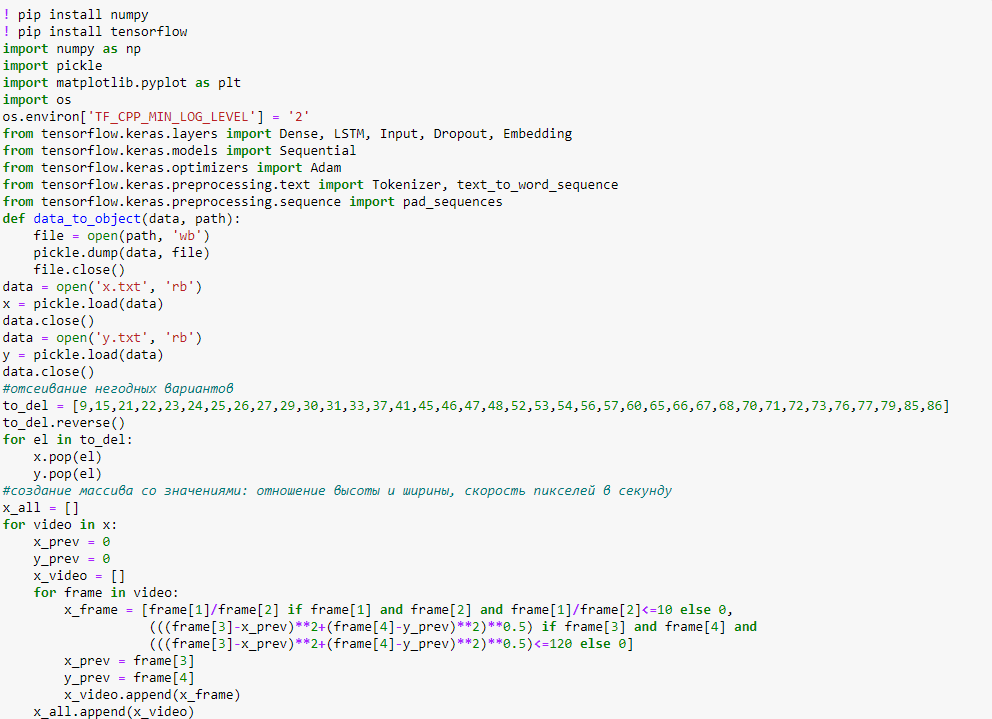 ! pip install numpy
! pip install tensorflow
import numpy as np
import pickle
import matplotlib.pyplot as plt
import os
os.environ['TF_CPP_MIN_LOG_LEVEL'] = '2'
from tensorflow.keras.layers import Dense, LSTM, Input, Dropout, Embedding
from tensorflow.keras.models import Sequential
from tensorflow.keras.optimizers import Adam
from tensorflow.keras.preprocessing.text import Tokenizer, text_to_word_sequence
from tensorflow.keras.preprocessing.sequence import pad_sequences
def data_to_object(data, path):
    file = open(path, 'wb')
    pickle.dump(data, file)
    file.close()
data = open('x.txt', 'rb')
x = pickle.load(data)
data.close()
data = open('y.txt', 'rb')
y = pickle.load(data)
data.close()
#отсеивание негодных вариантов
to_del = [9,15,21,22,23,24,25,26,27,29,30,31,33,37,41,45,46,47,48,52,53,54,56,57,60,65,66,67,68,70,71,72,73,76,77,79,85,86]
to_del.reverse()
for el in to_del:
    x.pop(el)
    y.pop(el)
#создание массива со значениями: отношение высоты и ширины, скорость пикселей в секунду
x_all = []
for video in x:
    x_prev = 0
    y_prev = 0
    x_video = []
    for frame in video:
        x_frame = [frame[1]/frame[2] if frame[1] and frame[2] and frame[1]/frame[2]<=10 else 0,
                   (((frame[3]-x_prev)**2+(frame[4]-y_prev)**2)**0.5) if frame[3] and frame[4] and
                   (((frame[3]-x_prev)**2+(frame[4]-y_prev)**2)**0.5)<=120 else 0]
        x_prev = frame[3]
        y_prev = frame[4]
        x_video.append(x_frame)
    x_all.append(x_video)